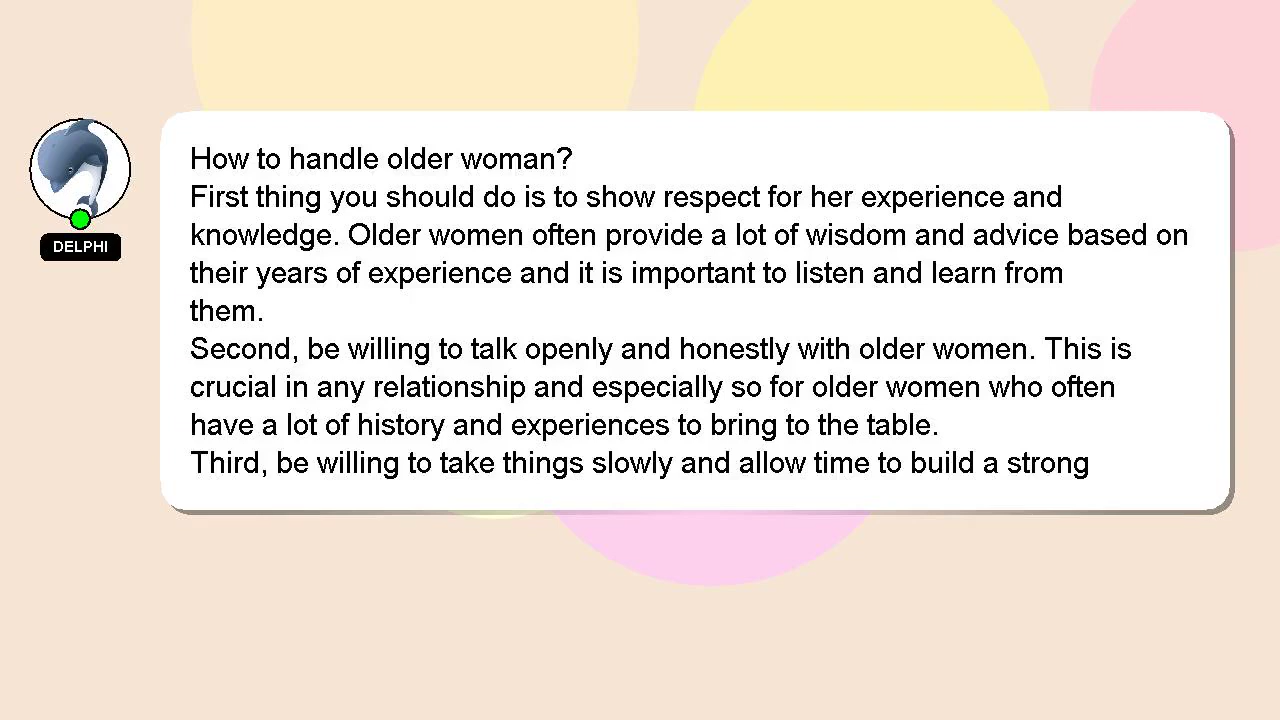 How to handle older woman?
First thing you should do is to show respect for her experience and
knowledge. Older women often provide a lot of wisdom and advice based on
their years of experience and it is important to listen and learn from
them.
Second, be willing to talk openly and honestly with older women. This is
crucial in any relationship and especially so for older women who often
have a lot of history and experiences to bring to the table.
Third, be willing to take things slowly and allow time to build a strong
DELPHI